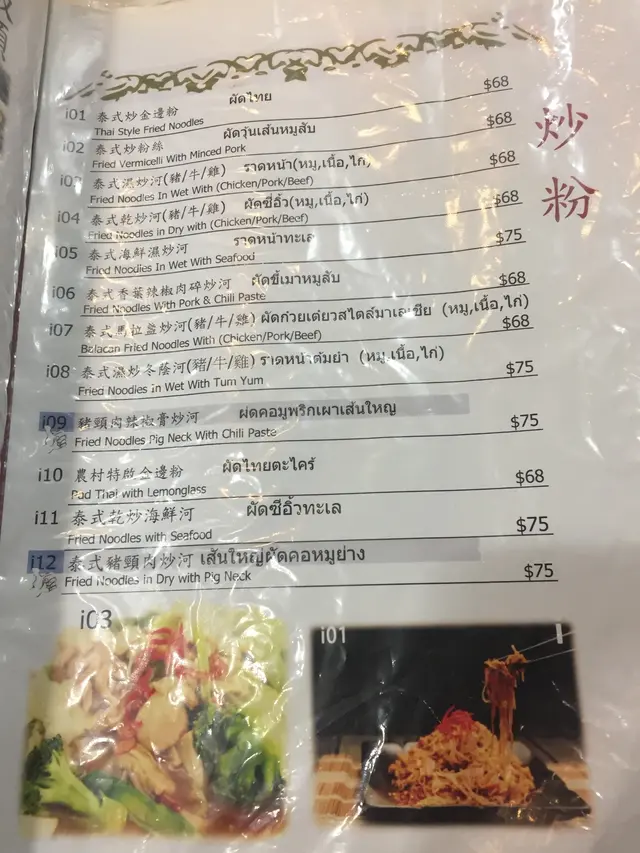 炒粉
ผัดไทย
i01 泰式炒金邊粉 $68
Thai Style Fried Noodles
ผัดวุ้นเส้นหมูสับ
i02 泰式炒粉絲 $68
Fried Vermicelli With Minced Pork
泰式濕炒河(豬/牛/雞) ราดหน้า(หมู,เนื้อ,ไก่) $68
Fried Noodles In Wet With (Chicken/Pork/Beef)
i04 泰式乾炒河(豬/牛/雞) ผัดซีอิ๊ว(หมู,เนื้อ,ไก่) $68
Fried Noodles in Dry with (Chicken/Pork/Beef)
i05 泰式海鮮濕炒河 ราดหน้าทะเล $75
Fried Noodles In Wet With Seafood
i06 泰式香葉辣椒肉碎炒河 ผัดขี้เมาหมูสับ $68
Fried Noodles With Pork & Chili Paste
i07 泰式馬拉盞炒河(豬/牛/雞) ผัดก๋วยเตี๋ยวสไตล์มาเลเซีย (หมู,เนื้อ,ไก่) $68
Balacan Fried Noodles With (Chicken/Pork/Beef)
i08 泰式濕炒冬蔭河(豬/牛/雞) ราดหน้าต้มยำ (หมู,เนื้อ,ไก่) $75
Fried Noodles In Wet With Tum Yum
i09 豬頸肉辣椒膏炒河 ผัดคอมูพริกเผาเส้นใหญ่ $75
Fried Noodles Pig Neck With Chili Paste
i10 農村特啟金邊粉 ผัดไทยตะไคร้ $68
Pad Thai with Lemonglass
i11 泰式乾炒海鮮河 ผัดซีอิ้วทะเล $75
Fried Noodles with Seafood
i12 泰式豬頸肉炒河 เส้นใหญ่ผัดคอหมูย่าง $75
Fried Noodles in Dry with Pig Neck
i03
i01